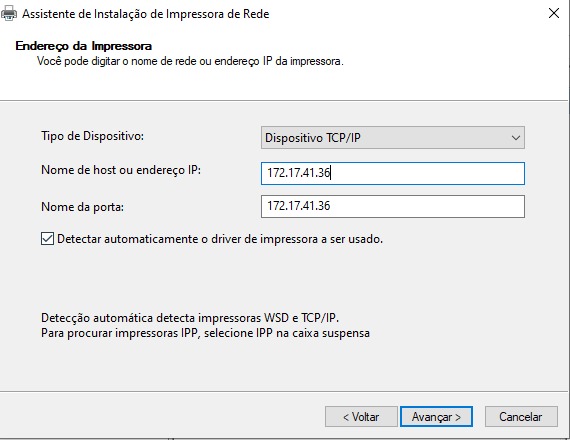 Assistente de Instalação de Impressora de Rede
Endereço da Impressora
Você pode digitar o nome de rede ou endereço IP da impressora.
Tipo de Dispositivo:
Dispositivo TCP/IP
Nome de host ou endereço IP:
172.17.41.36
Nome da porta:
172.17.41.36
Detectar automaticamente o driver de impressora a ser usado.
Detecção automática detecta impressoras WSD e TCP/IP.
Para procurar impressoras IPP, selecione IPP na caixa suspensa
< Voltar
Avançar >
Cancelar